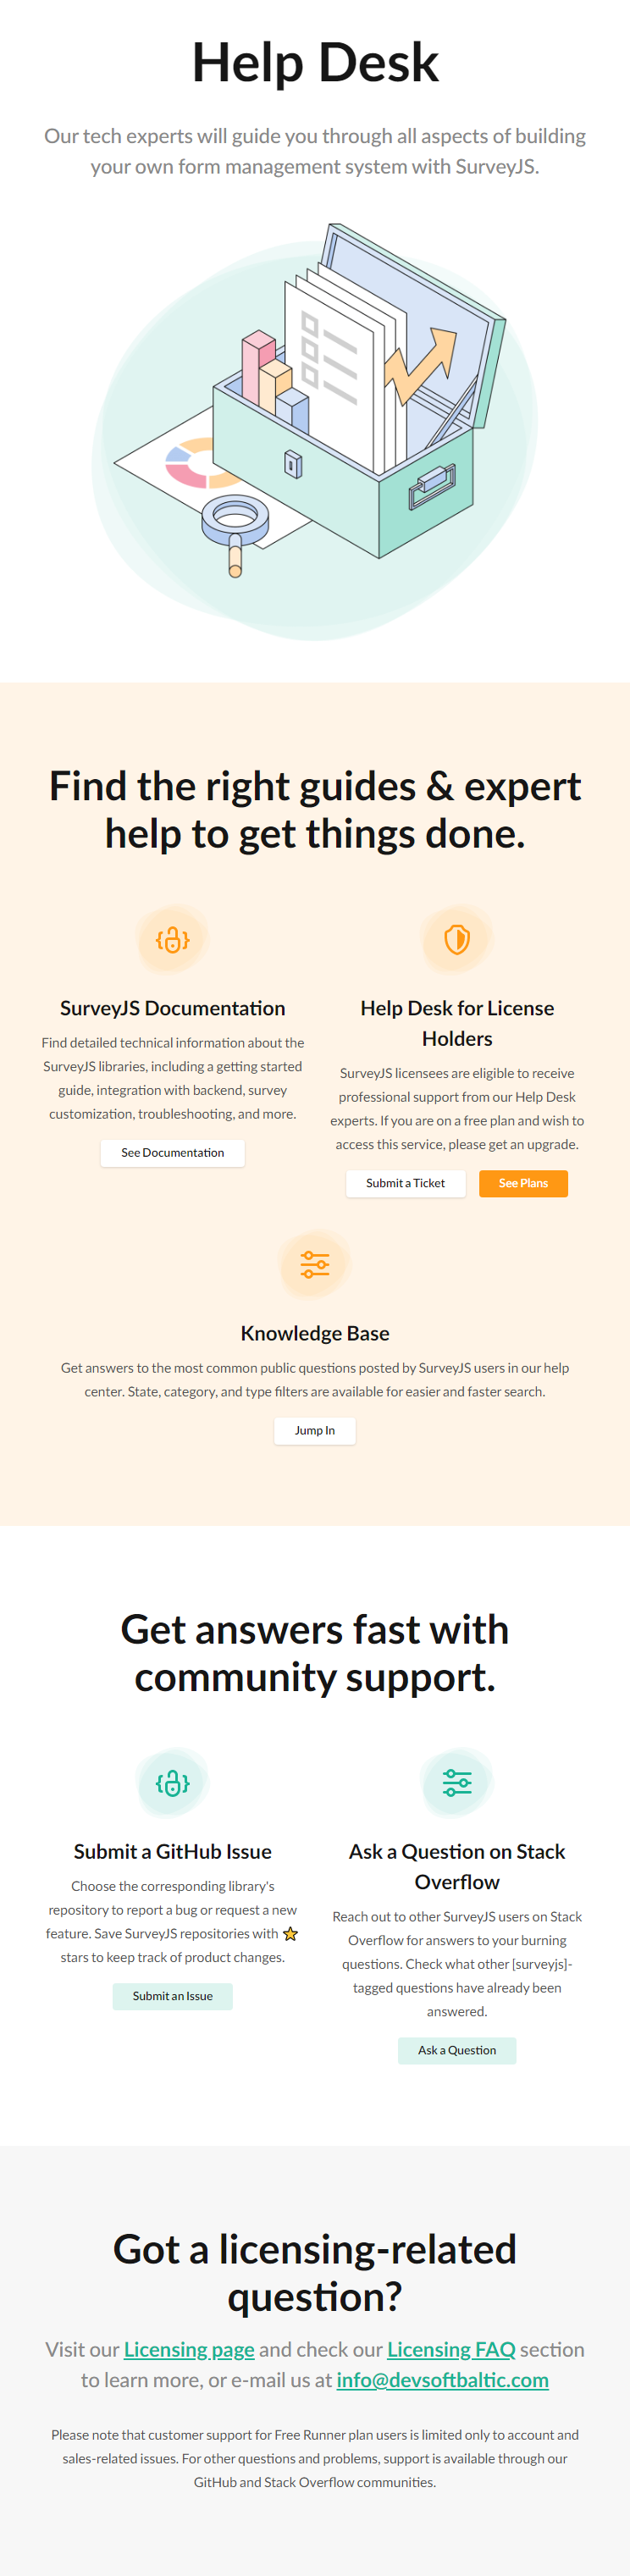 Help Desk
Our tech experts will guide you through all aspects of building
your own form management system with SurveyJS.
Find the right guides & expert
help to get things done.
SurveyJS Documentation
Find detailed technical information about the
SurveyJS libraries, including a getting started
guide, integration with backend, survey
customization, troubleshooting, and more.
See Documentation
Help Desk for License
Holders
SurveyJS licensees are eligible to receive
professional support from our Help Desk
experts. If you are on a free plan and wish to
access this service, please get an upgrade.
Submit a Ticket
See Plans
Knowledge Base
Get answers to the most common public questions posted by SurveyJS users in our help
center. State, category, and type filters are available for easier and faster search.
Jump In
Get answers fast with
community support.
Submit a GitHub Issue
Choose the corresponding library's
repository to report a bug or request a new
feature. Save SurveyJS repositories with ⭐
stars to keep track of product changes.
Submit an Issue
Ask a Question on Stack
Overflow
Reach out to other SurveyJS users on Stack
Overflow for answers to your burning
questions. Check what other [surveyjs]-
tagged questions have already been
answered.
Ask a Question
Got a licensing-related
question?
Visit our Licensing page and check our Licensing FAQ section
to learn more, or e-mail us at info@devsoftbaltic.com
Please note that customer support for Free Runner plan users is limited only to account and
sales-related issues. For other questions and problems, support is available through our
GitHub and Stack Overflow communities.